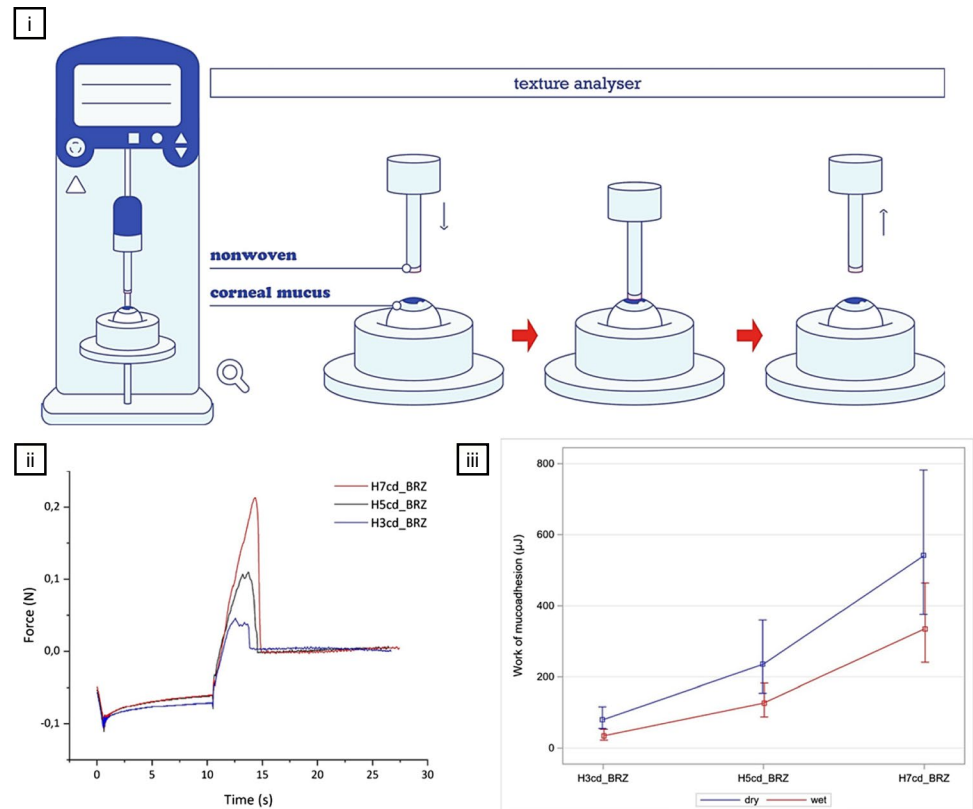 i
texture analyser
nonwoven
corneal mucus
ii
H7cd_BRZ
H5cd_BRZ
H3cd_BRZ
0,2
0,1
0,0
-0,1
Force (N)
0 5 10 15 20 25 30
Time (s)
iii
800
600
400
200
0
Work of mucoadhesion (µJ)
H3cd_BRZ H5cd_BRZ H7cd_BRZ
dry wet